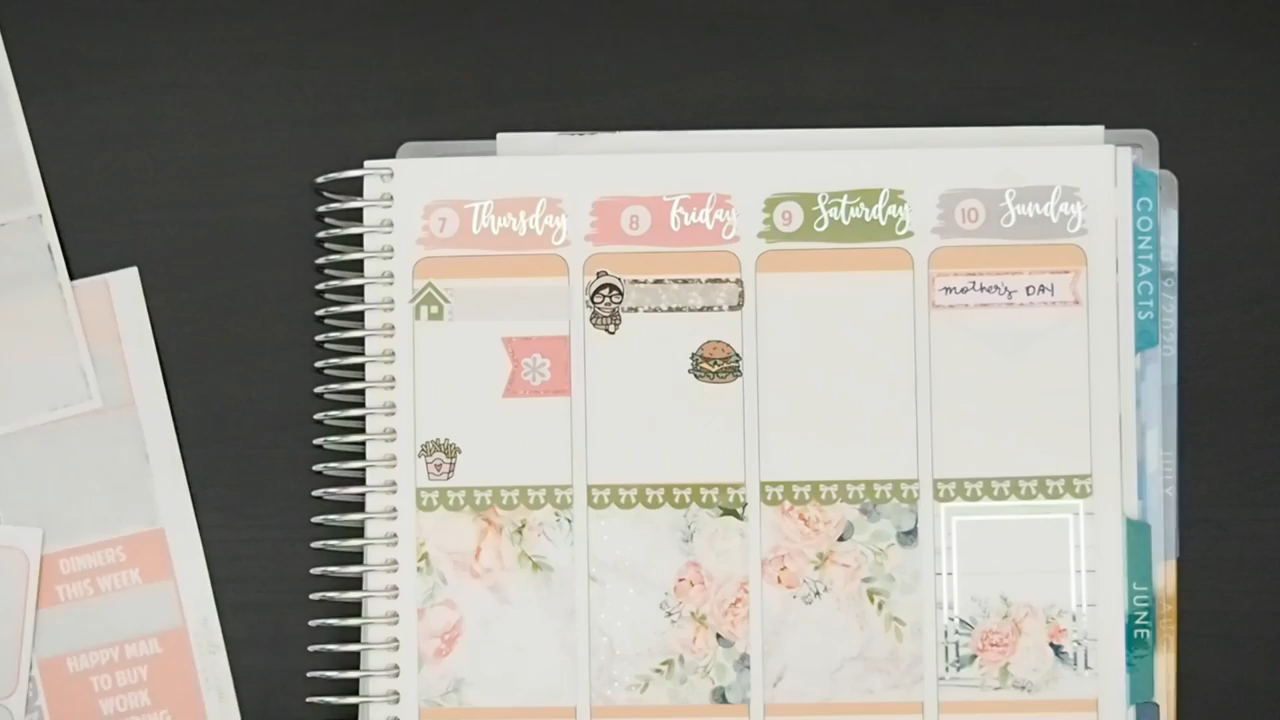 7 Thursday
8 Friday
9 Saturday
10 Sunday
mother's DAY
CONTACTS
JUNE
JULY
DINNERS
THIS WEEK
HAPPY MAIL
TO BUY
WORK